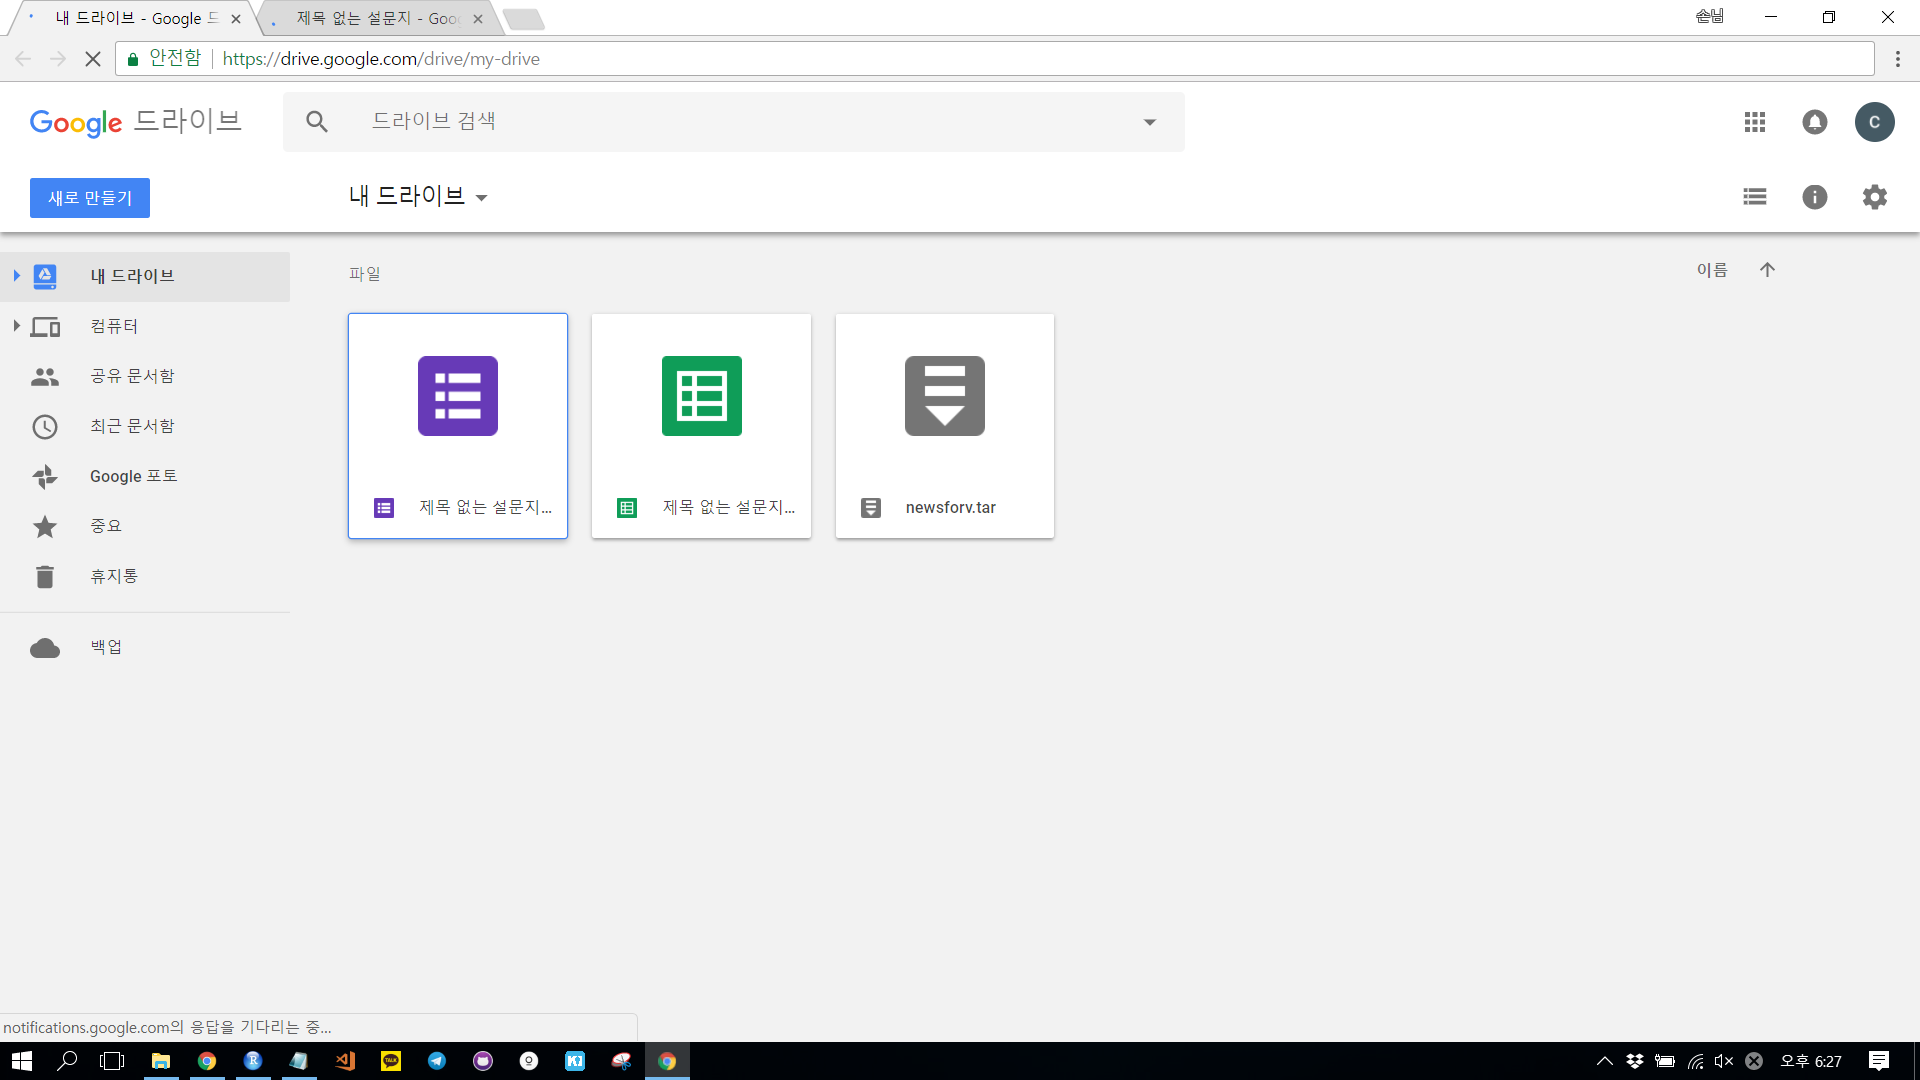 내 드라이브 - Google 드
제목 없는 설문지 - Goo
손님
안전함 | https://drive.google.com/drive/my-drive
Google 드라이브
드라이브 검색
C
새로 만들기
내 드라이브
내 드라이브
컴퓨터
공유 문서함
최근 문서함
Google 포토
중요
휴지통
백업
파일
이름
제목 없는 설문지...
제목 없는 설문지...
newsforv.tar
notifications.google.com의 응답을 기다리는 중...
R
TALK
오후 6:27